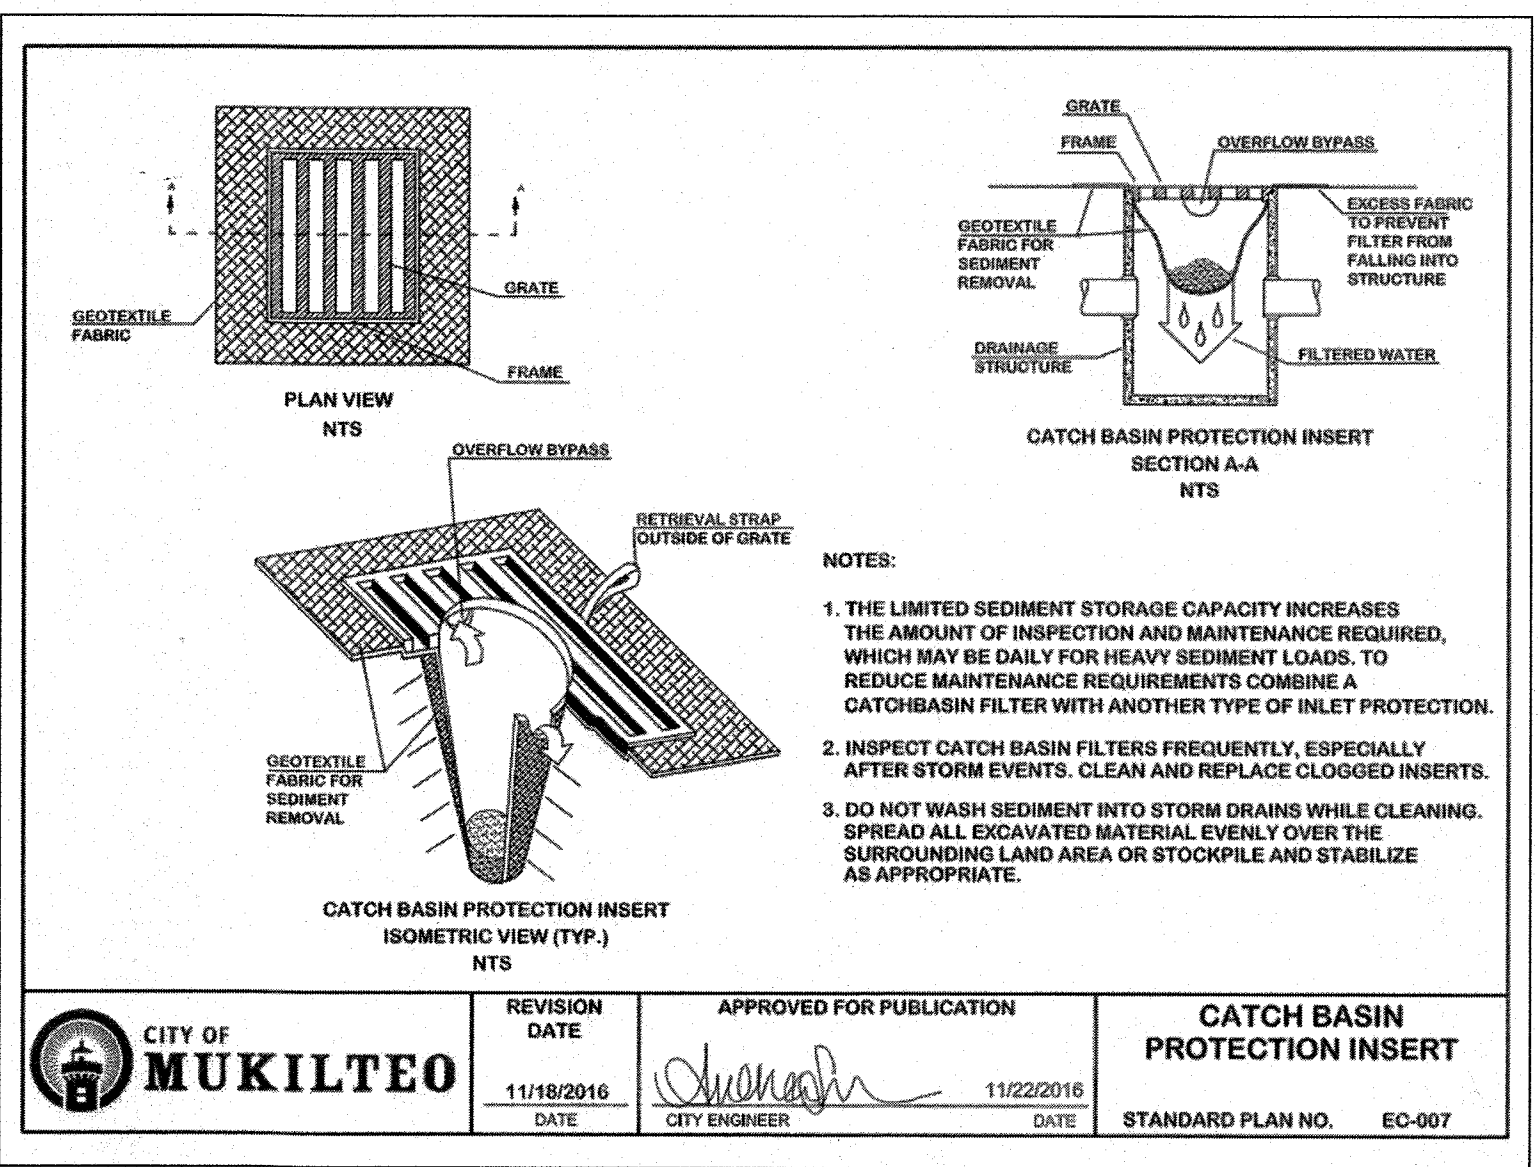 GEOTEXTILE
FABRIC
GRATE
FRAME
PLAN VIEW
NTS
GRATE
FRAME
OVERFLOW BYPASS
GEOTEXTILE
FABRIC FOR
SEDIMENT
REMOVAL
EXCESS FABRIC
TO PREVENT
FILTER FROM
FALLING INTO
STRUCTURE
DRAINAGE
STRUCTURE
FILTERED WATER
CATCH BASIN PROTECTION INSERT
SECTION A-A
NTS
OVERFLOW BYPASS
RETRIEVAL STRAP
OUTSIDE OF GRATE
GEOTEXTILE
FABRIC FOR
SEDIMENT
REMOVAL
CATCH BASIN PROTECTION INSERT
ISOMETRIC VIEW (TYP.)
NTS
NOTES:
1. THE LIMITED SEDIMENT STORAGE CAPACITY INCREASES
THE AMOUNT OF INSPECTION AND MAINTENANCE REQUIRED,
WHICH MAY BE DAILY FOR HEAVY SEDIMENT LOADS. TO
REDUCE MAINTENANCE REQUIREMENTS COMBINE A
CATCHBASIN FILTER WITH ANOTHER TYPE OF INLET PROTECTION.
2. INSPECT CATCH BASIN FILTERS FREQUENTLY, ESPECIALLY
AFTER STORM EVENTS. CLEAN AND REPLACE CLOGGED INSERTS.
3. DO NOT WASH SEDIMENT INTO STORM DRAINS WHILE CLEANING.
SPREAD ALL EXCAVATED MATERIAL EVENLY OVER THE
SURROUNDING LAND AREA OR STOCKPILE AND STABILIZE
AS APPROPRIATE.
CITY OF
MUKILTEO
REVISION
DATE
11/18/2016
DATE
APPROVED FOR PUBLICATION
11/22/2016
CITY ENGINEER DATE
CATCH BASIN
PROTECTION INSERT
STANDARD PLAN NO. EC-007